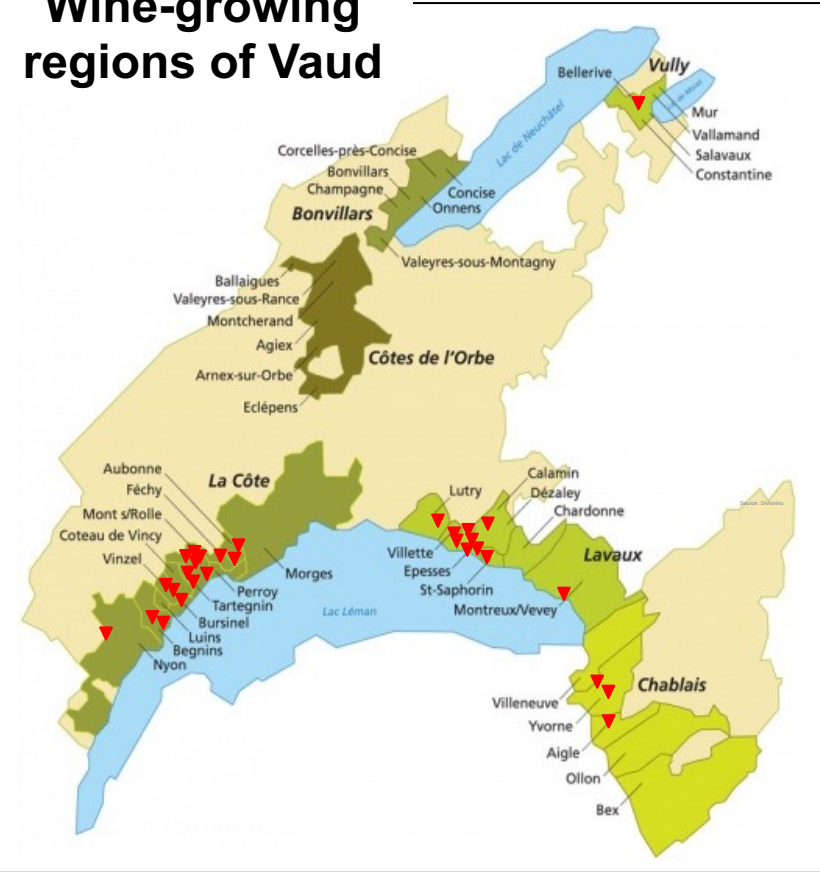 Wine-growing
regions of Vaud
Bellerive
Vully
Lac de Neuchâtel
Mur
Vallamand
Salavaux
Constantine
Corcelles-près-Concise
Bonvillars
Champagne
Concise
Onnens
Bonvillars
Valeyres-sous-Montagny
Ballaigues
Valeyres-sous-Rance
Montcherand
Agiex
Côtes de l'Orbe
Arnex-sur-Orbe
Eclépens
Aubonne
La Côte
Féchy
Mont s/Rolle
Coteau de Vincy
Vinzel
Morges
Perroy
Tartegnin
Bursinel
Luins
Begnins
Nyon
Lac Léman
Lutry
Calamin
Dézaley
Chardonne
Villette
Lavaux
Epesses
St-Saphorin
Montreux/Vevey
Chablais
Villeneuve
Yvorne
Aigle
Ollon
Bex